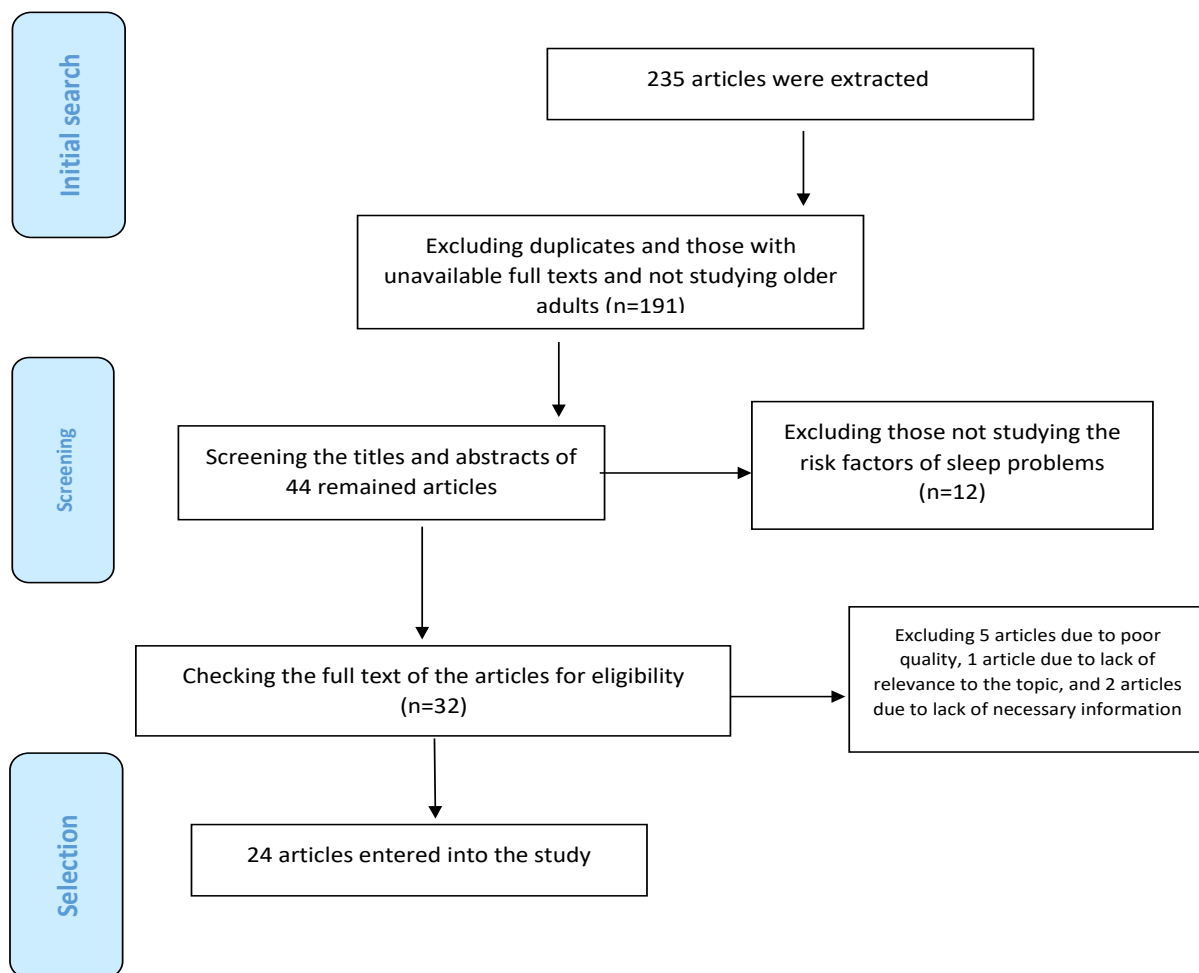 Initial search
235 articles were extracted
Excluding duplicates and those with
unavailable full texts and not studying older
adults (n=191)
Screening
Screening the titles and abstracts of
44 remained articles
Excluding those not studying the
risk factors of sleep problems
(n=12)
Checking the full text of the articles for eligibility
(n=32)
Excluding 5 articles due to poor
quality, 1 article due to lack of
relevance to the topic, and 2 articles
due to lack of necessary information
Selection
24 articles entered into the study